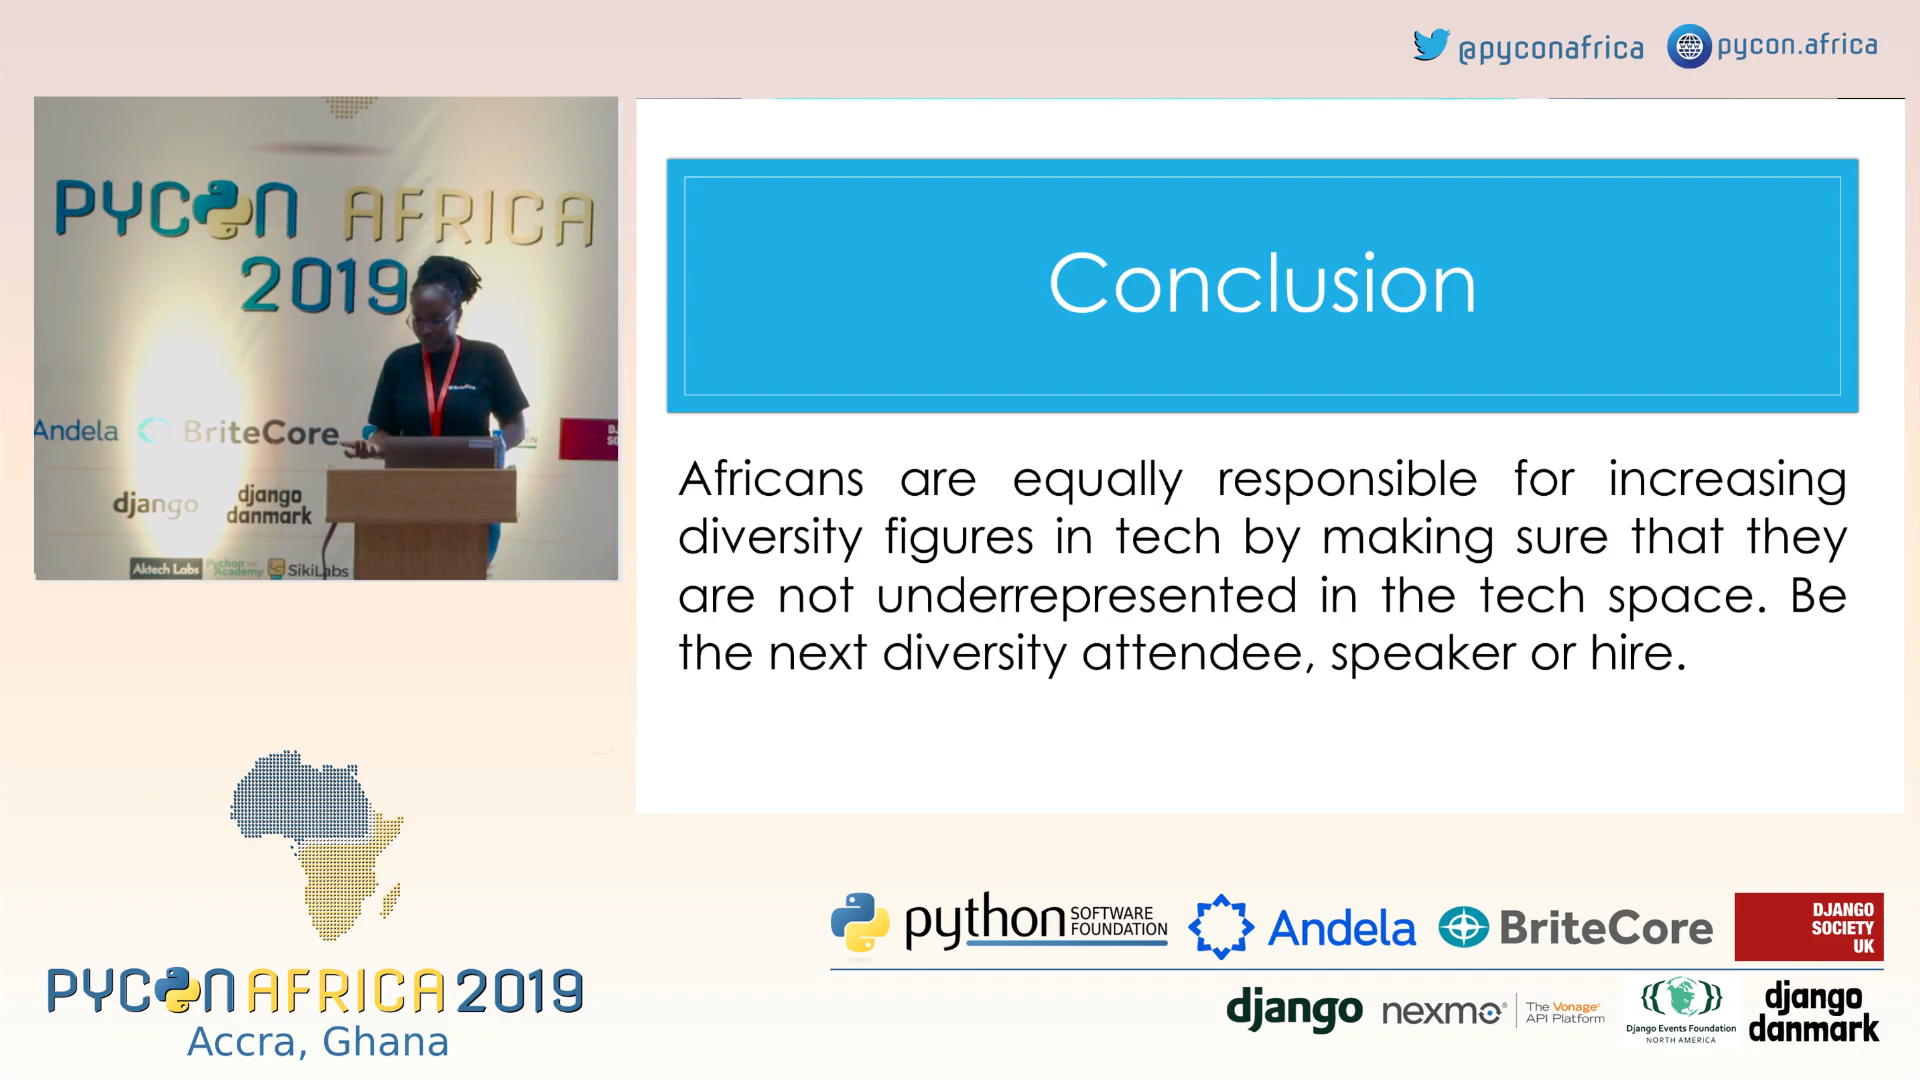 @pyconafrica
pycon.africa
PYCON AFRICA
2019
Andela
BriteCore
django
django
danmark
Aktech Labs
Python
Academy
SikiLabs
Conclusion
Africans are equally responsible for increasing
diversity figures in tech by making sure that they
are not underrepresented in the tech space. Be
the next diversity attendee, speaker or hire.
PYCON AFRICA 2019
Accra, Ghana
python SOFTWARE
FOUNDATION
Andela
BriteCore
DJANGO
SOCIETY
UK
django
nexmo
The Vonage
API Platform
Django Events Foundation
NORTH AMERICA
django
danmark